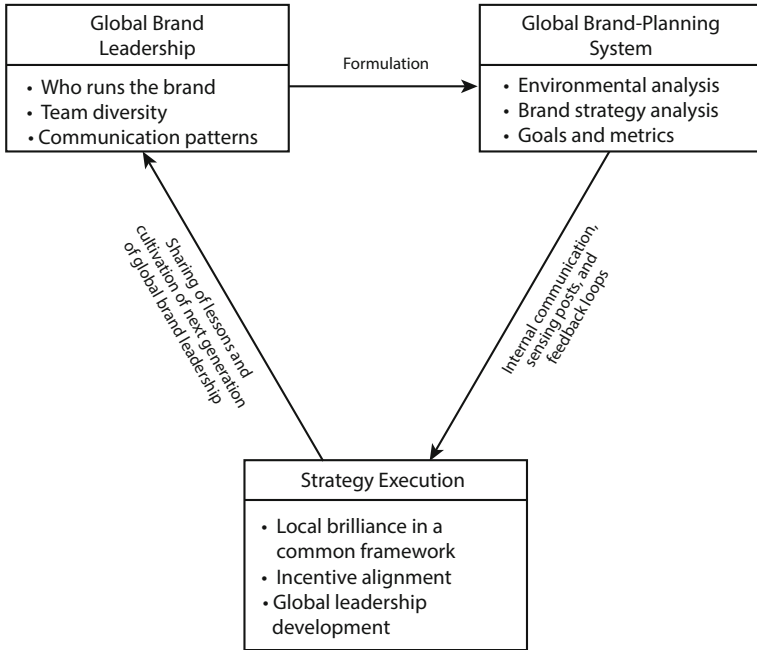 Global Brand
Leadership
• Who runs the brand
• Team diversity
• Communication patterns
Formulation
Global Brand-Planning
System
• Environmental analysis
• Brand strategy analysis
• Goals and metrics
Sharing of lessons and
cultivation of next generation
of global brand leadership
Internal communication,
sensing posts, and
feedback loops
Strategy Execution
• Local brilliance in a
common framework
• Incentive alignment
• Global leadership
development